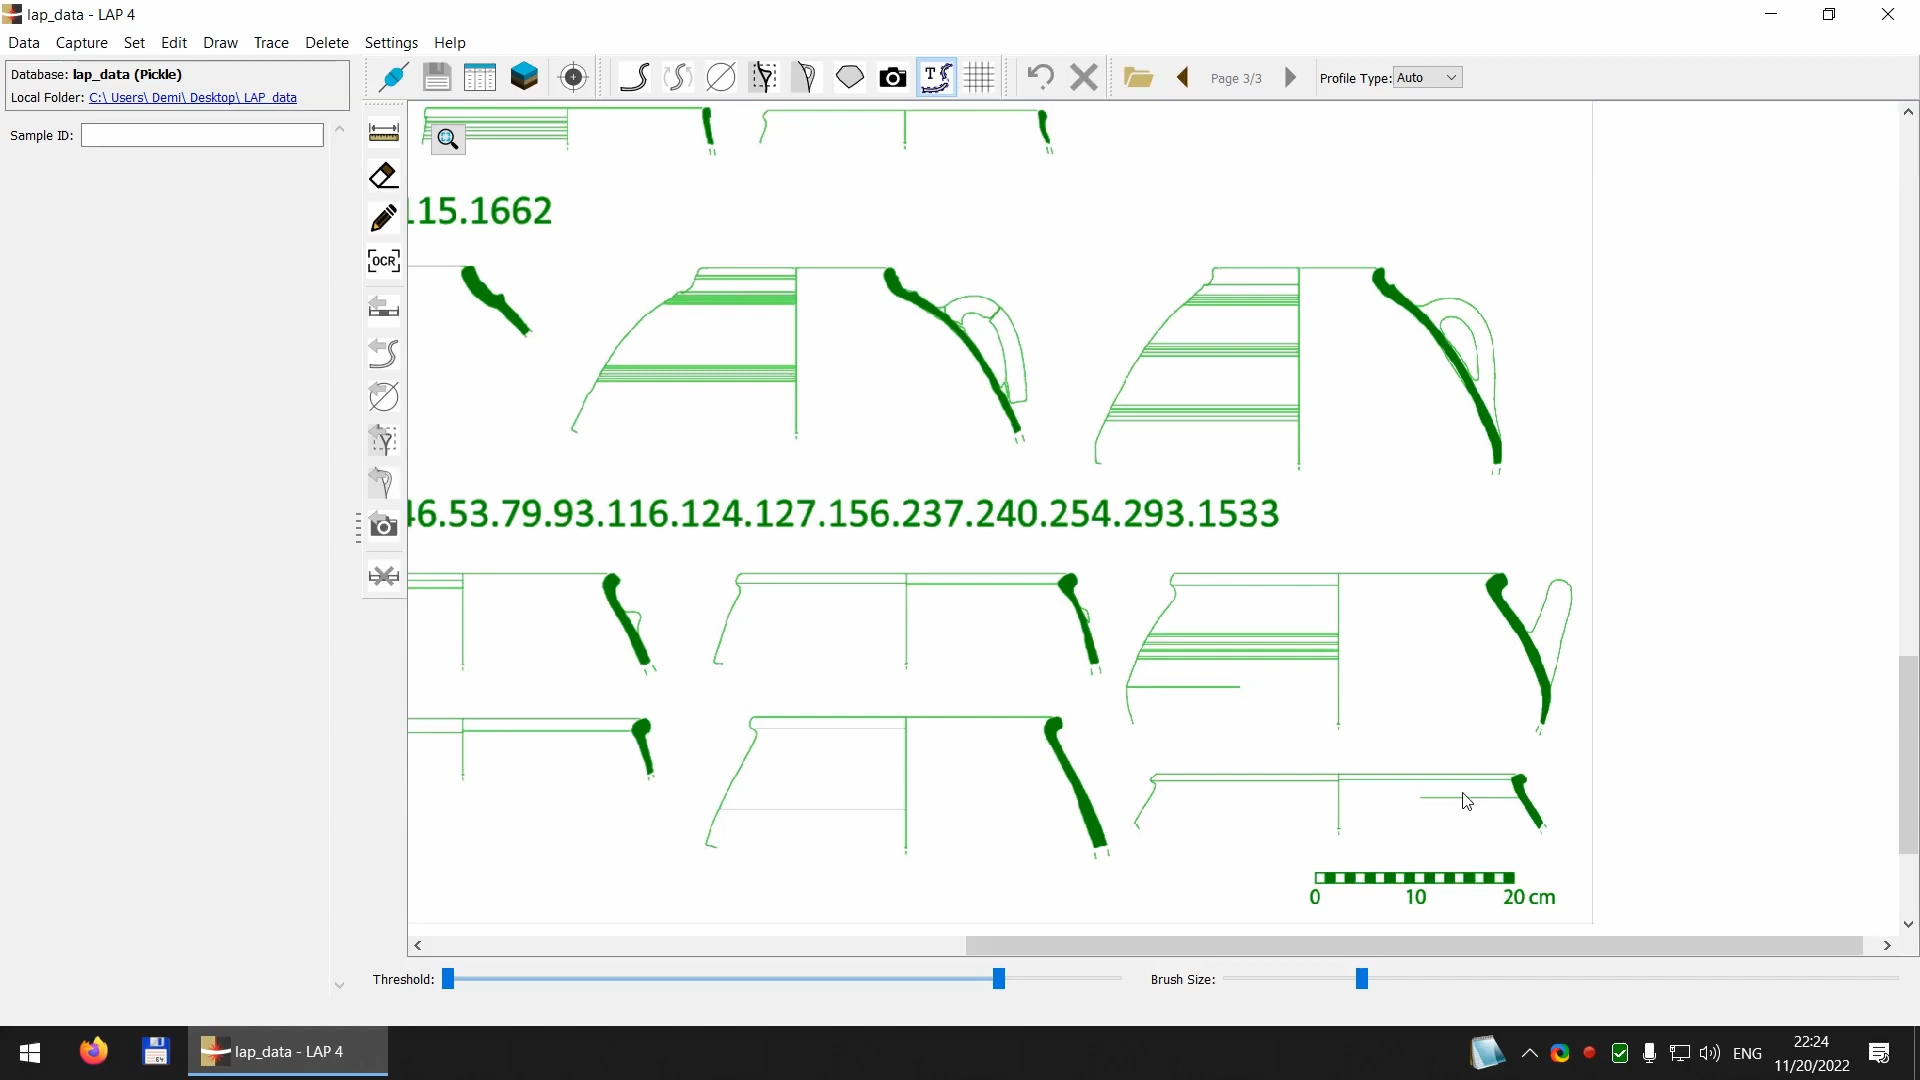 lap_data - LAP 4
Data Capture Set Edit Draw Trace Delete Settings Help
Database: lap_data (Pickle)
Local Folder: C:\ Users\ Demi\ Desktop\ LAP_data
Page 3/3
Profile Type: Auto
Sample ID:
T
OCR
115.1662
46.53.79.93.116.124.127.156.237.240.254.293.1533
0 10 20 cm
Threshold:
Brush Size:
64
lap_data - LAP 4
ENG
22:24
11/20/2022